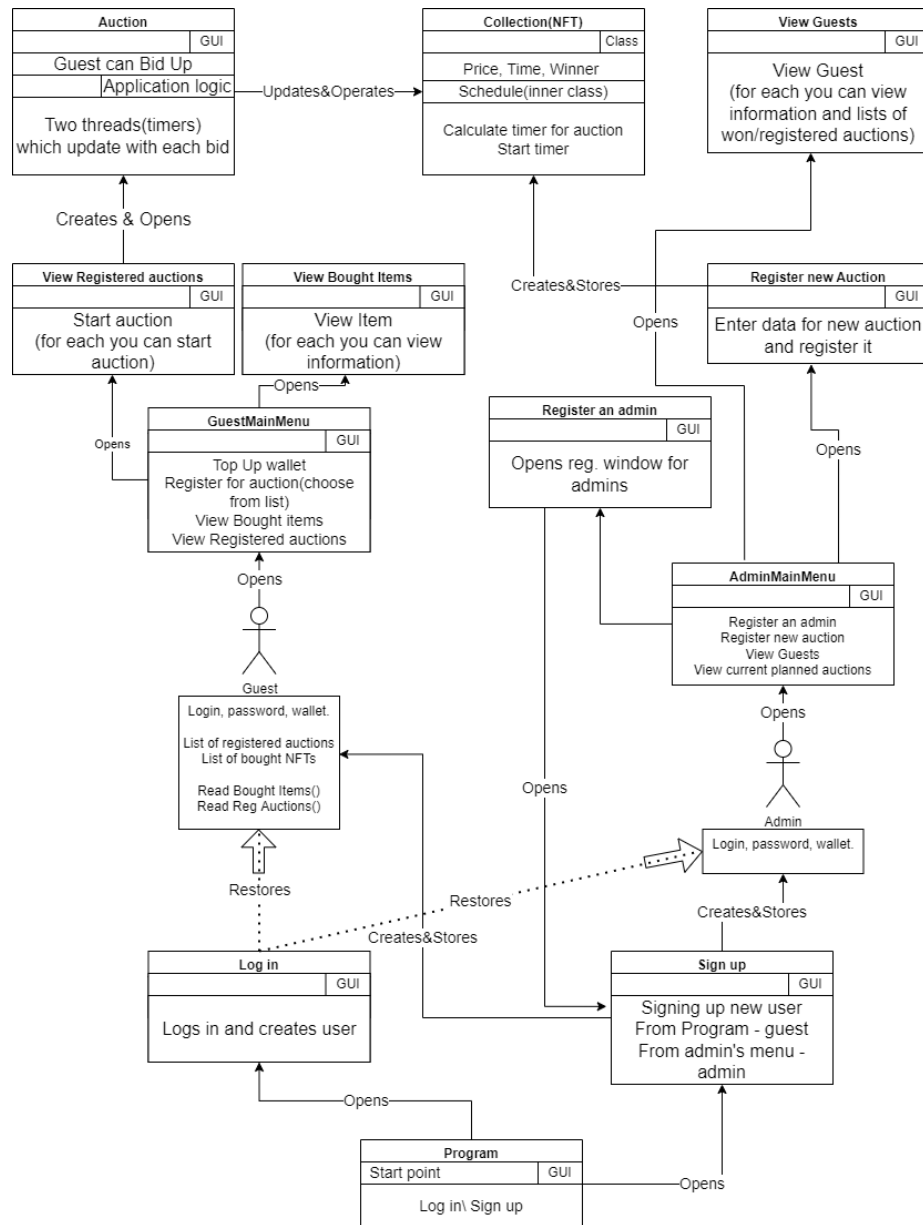 Auction
GUI
Guest can Bid Up
Application logic
Two threads(timers)
which update with each bid
Updates&Operates
Collection(NFT)
Class
Price, Time, Winner
Schedule(inner class)
Calculate timer for auction
Start timer
View Guests
GUI
View Guest
(for each you can view
information and lists of
won/registered auctions)
Creates & Opens
View Registered auctions
GUI
Start auction
(for each you can start
auction)
View Bought Items
GUI
View Item
(for each you can view
information)
Creates&Stores
Register new Auction
GUI
Enter data for new auction
and register it
Opens
Opens
Opens
GuestMainMenu
GUI
Top Up wallet
Register for auction(choose
from list)
View Bought items
View Registered auctions
Register an admin
GUI
Opens reg. window for
admins
Opens
Opens
AdminMainMenu
GUI
Register an admin
Register new auction
View Guests
View current planned auctions
Guest
Login, password, wallet.
List of registered auctions
List of bought NFTs
Read Bought Items()
Read Reg Auctions()
Opens
Opens
Admin
Login, password, wallet.
Restores
Restores
Creates&Stores
Creates&Stores
Log in
GUI
Logs in and creates user
Sign up
GUI
Signing up new user
From Program - guest
From admin's menu -
admin
Opens
Program
Start point
GUI
Log in\ Sign up
Opens